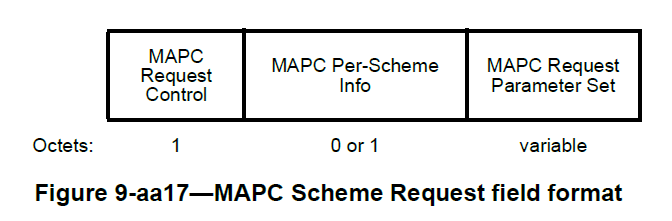 MAPC
Request
Control
MAPC Per-Scheme
Info
MAPC Request
Parameter Set
Octets: 1 0 or 1 variable
Figure 9-aa17—MAPC Scheme Request field format